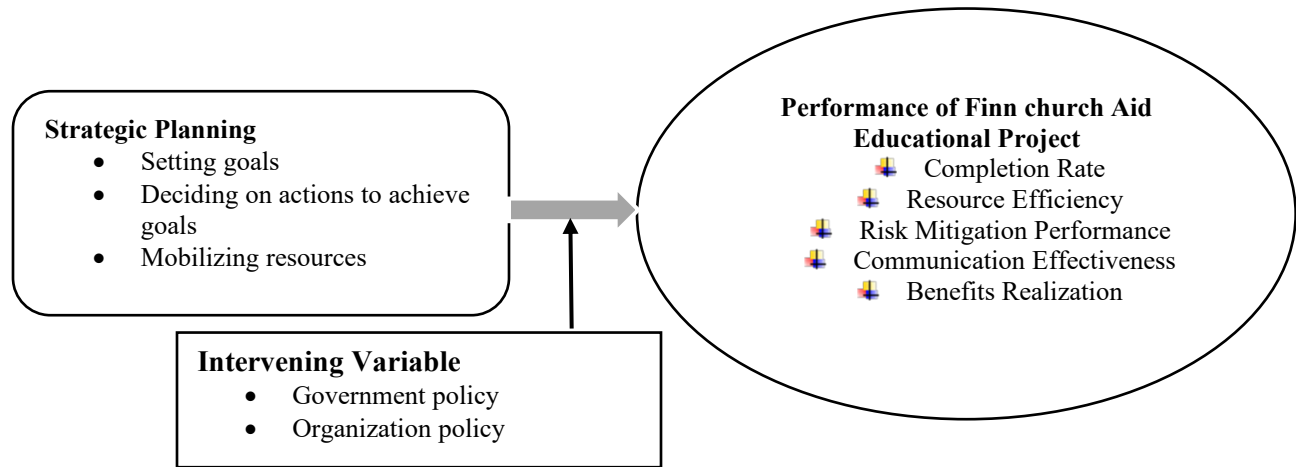 Strategic Planning
• Setting goals
• Deciding on actions to achieve
goals
• Mobilizing resources
Intervening Variable
• Government policy
• Organization policy
Performance of Finn church Aid
Educational Project
Completion Rate
Resource Efficiency
Risk Mitigation Performance
Communication Effectiveness
Benefits Realization